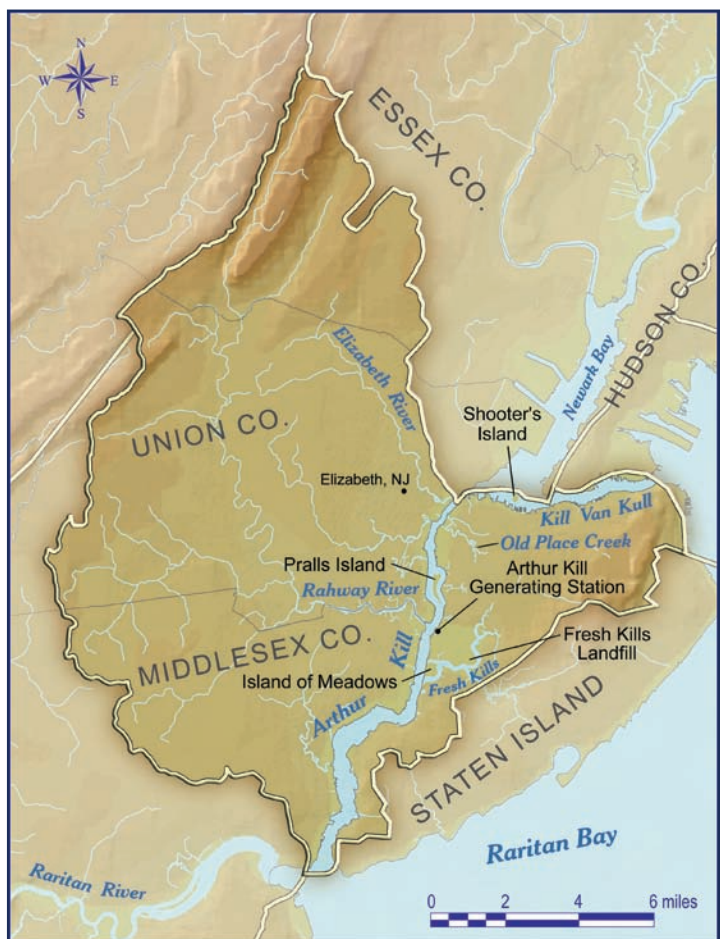 N
W E
S
ESSEX CO.
HUDSON CO.
Newark Bay
Elizabeth River
Shooter's
Island
UNION CO.
Elizabeth, NJ
Kill Van Kull
Old Place Creek
Pralls Island
Arthur Kill
Generating Station
Rahway River
MIDDLESEX CO.
Fresh Kills
Landfill
Island of Meadows
Fresh Kills
Arthur Kill
STATEN ISLAND
Raritan Bay
Raritan River
0 2 4 6 miles